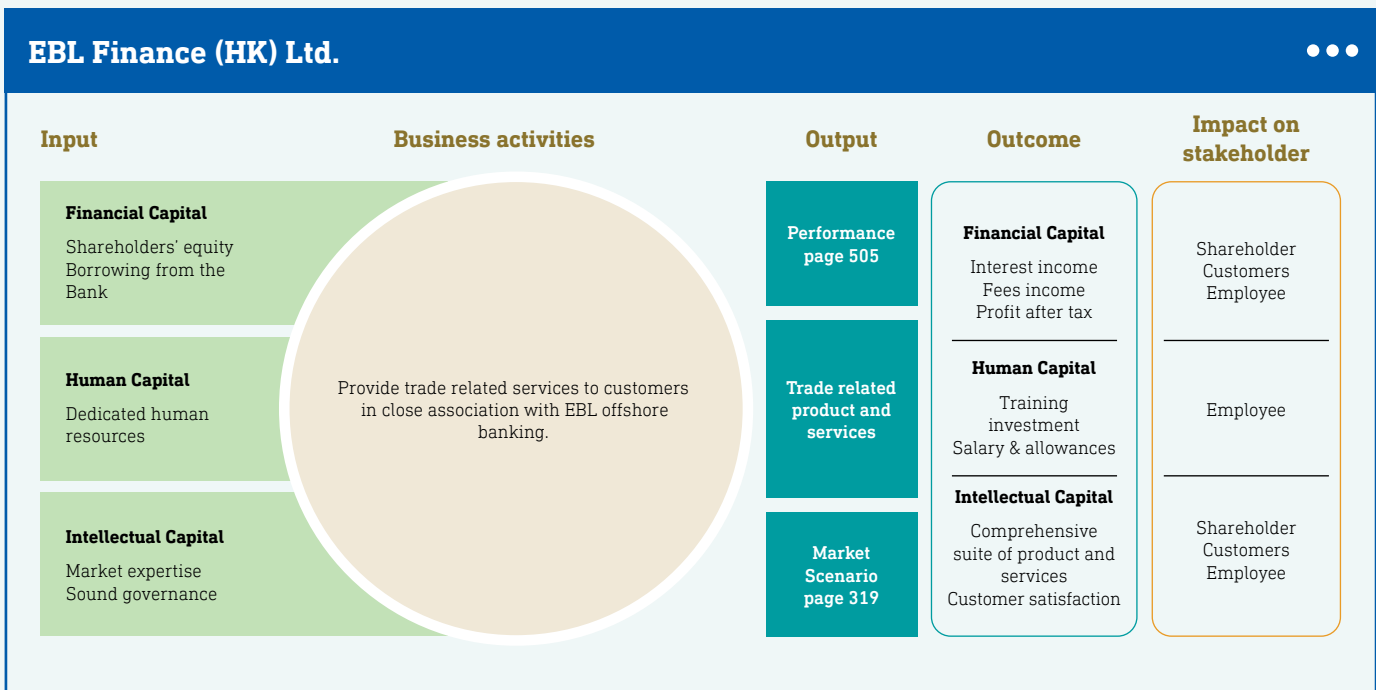 EBL Finance (HK) Ltd.
Input
Business activities
Output
Outcome
Impact on
stakeholder
Financial Capital
Shareholders' equity
Borrowing from the
Bank
Human Capital
Dedicated human
resources
Intellectual Capital
Market expertise
Sound governance
Provide trade related services to customers
in close association with EBL offshore
banking.
Performance
page 505
Trade related
product and
services
Market
Scenario
page 319
Financial Capital
Interest income
Fees income
Profit after tax
Human Capital
Training
investment
Salary & allowances
Intellectual Capital
Comprehensive
suite of product and
services
Customer satisfaction
Shareholder
Customers
Employee
Employee
Shareholder
Customers
Employee